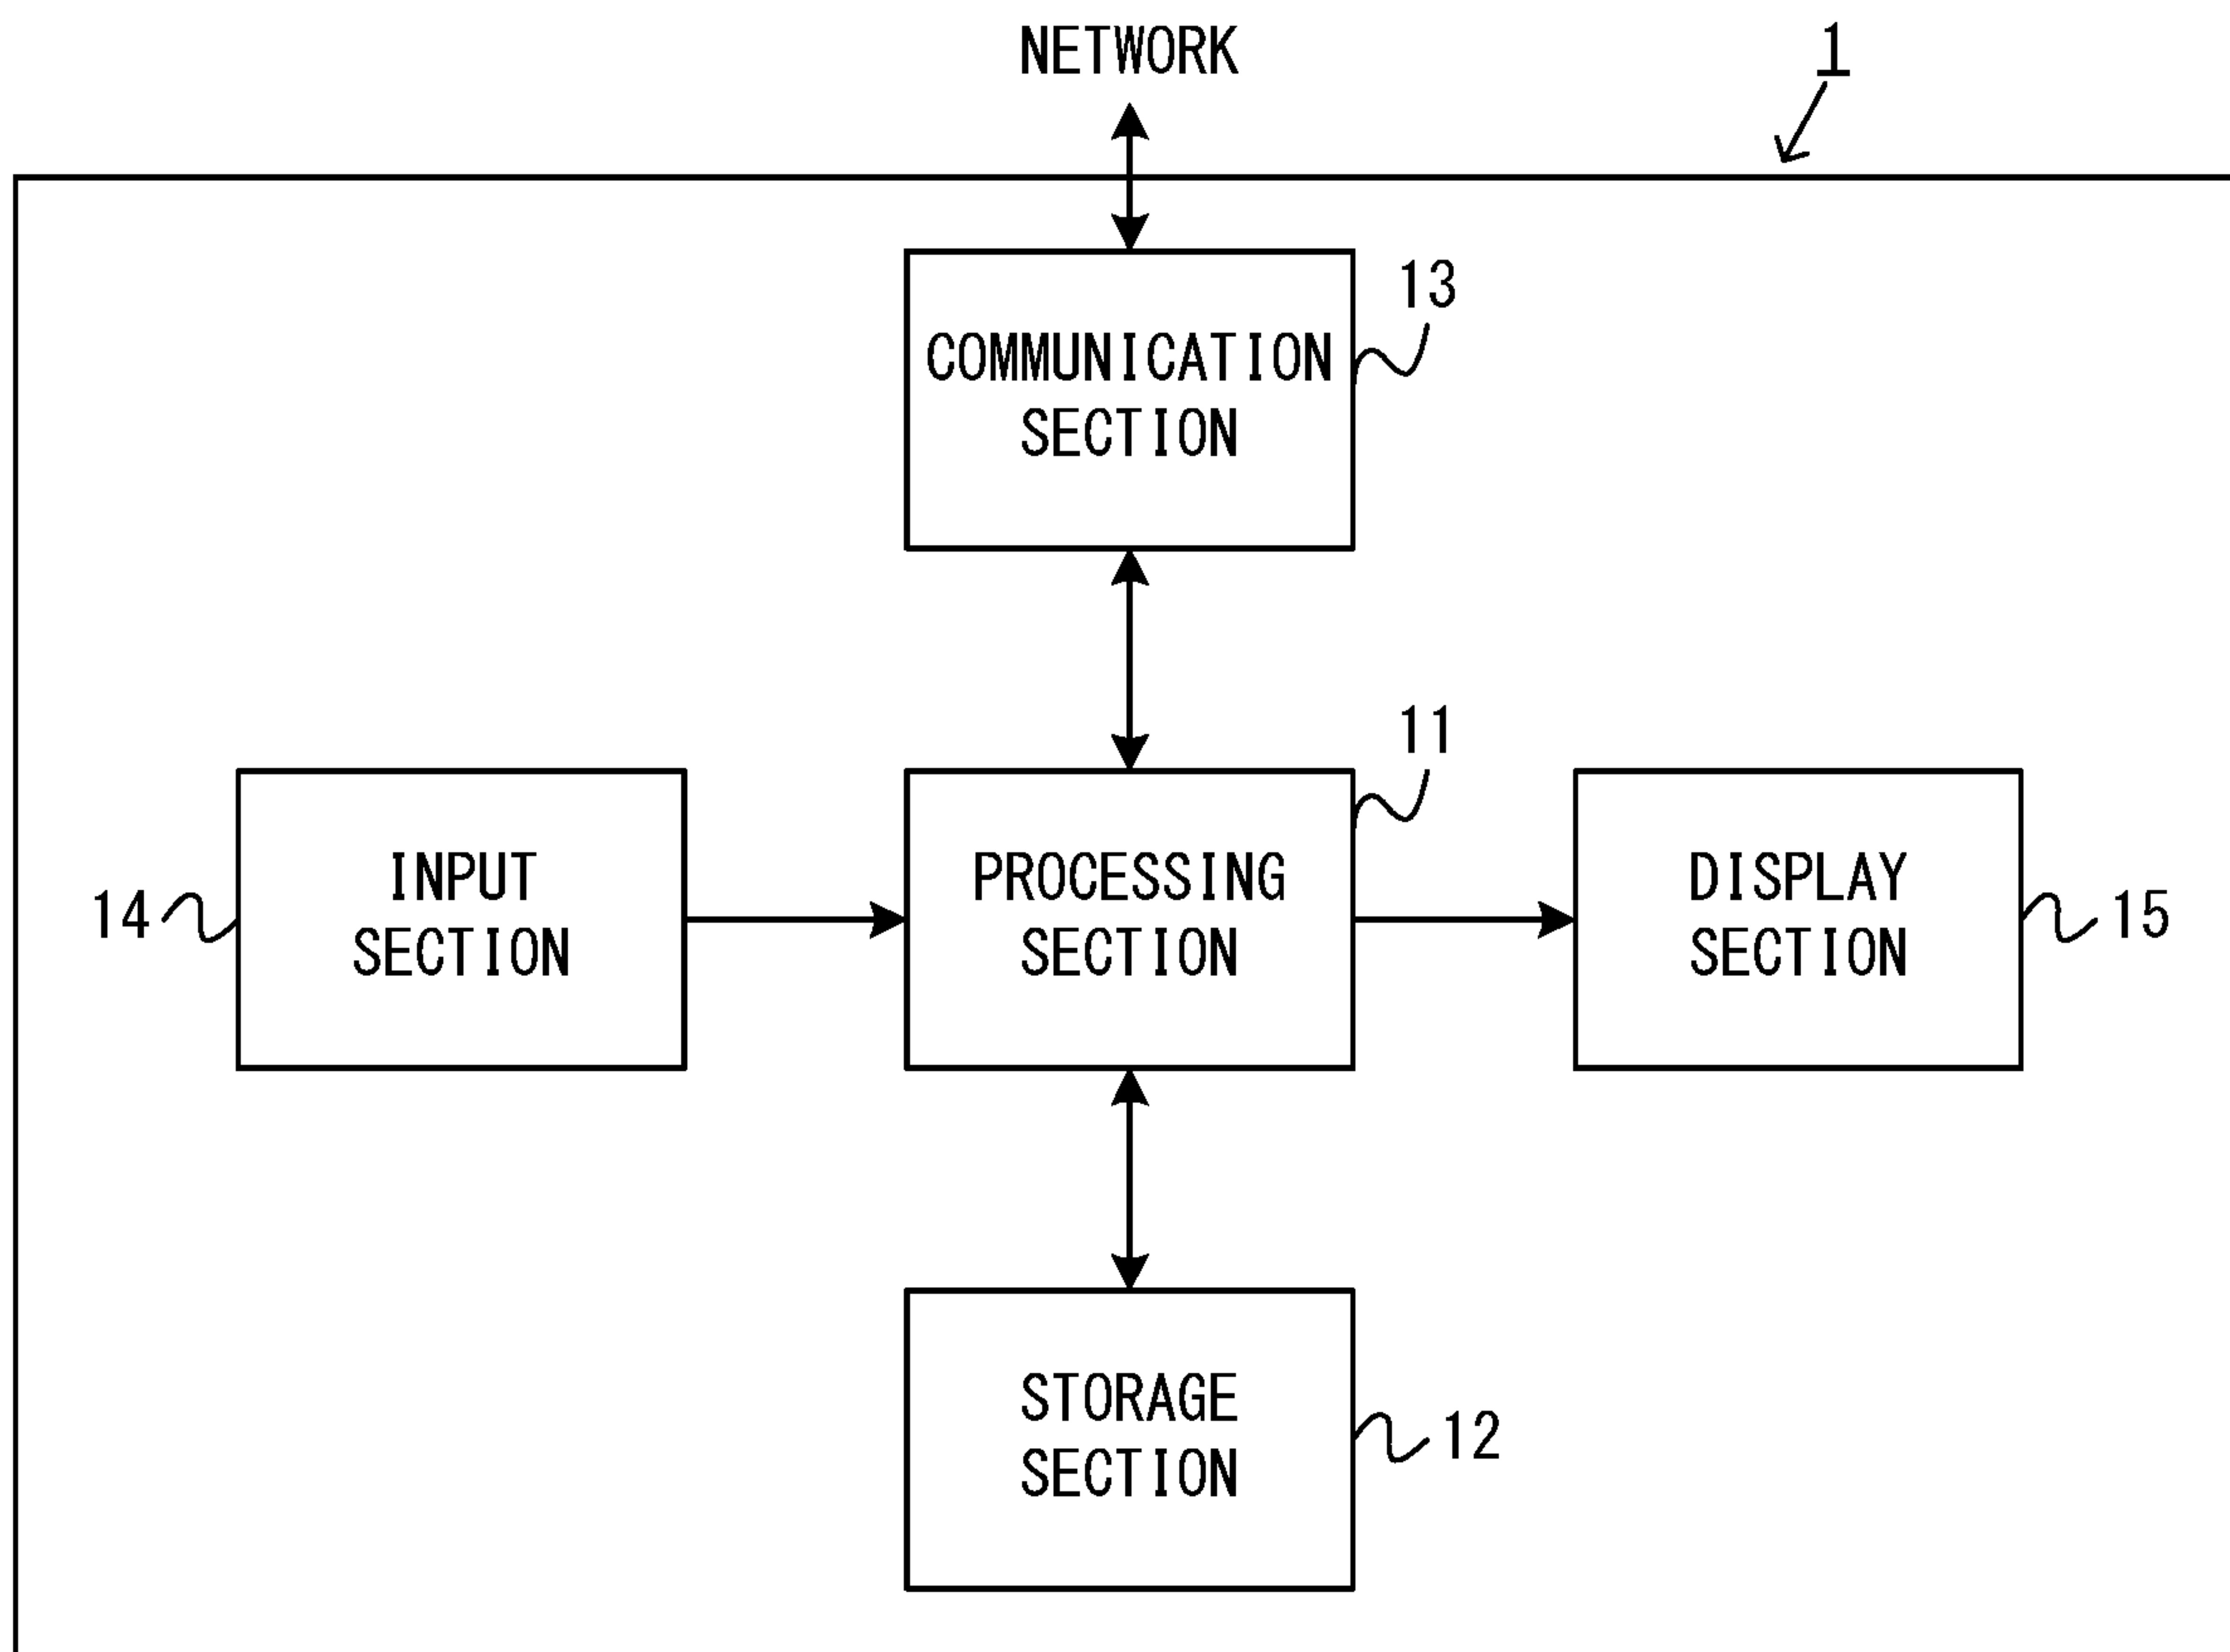 NETWORK
1
COMMUNICATION
SECTION
13
11
INPUT
SECTION
14
PROCESSING
SECTION
DISPLAY
SECTION
15
STORAGE
SECTION
12